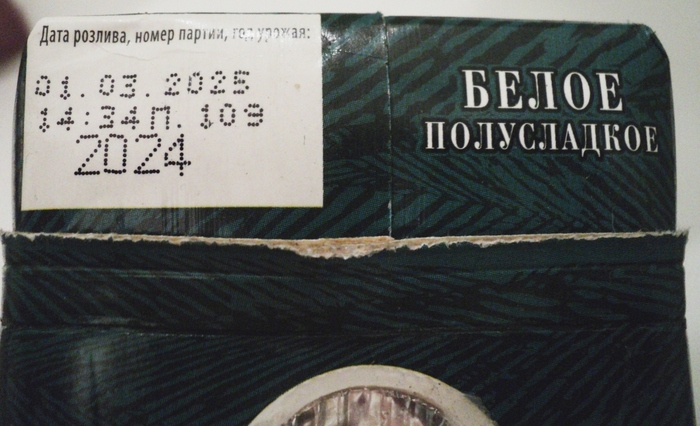 Дата розлива, номер партии, год урожая:
01.03.2025
14:34П. 109
2024
БЕЛОЕ
ПОЛУСЛАДКОЕ